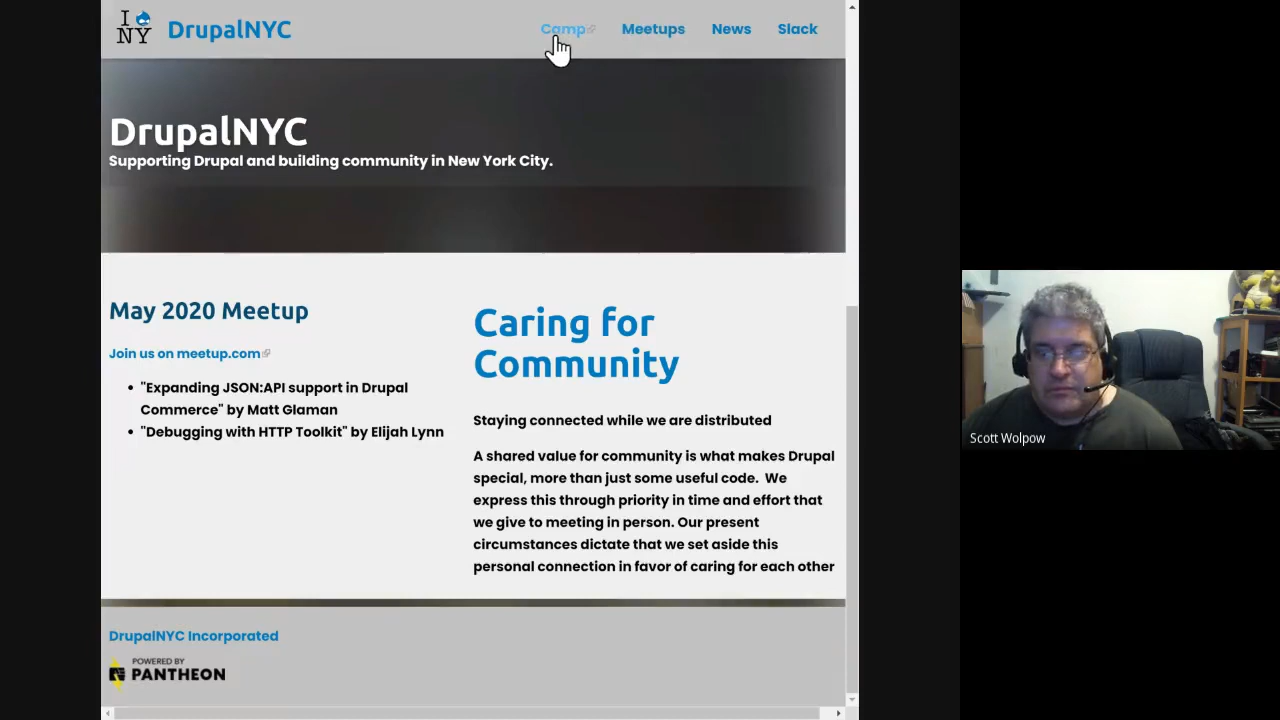 I
NY
DrupalNYC
Camp
Meetups
News
Slack
DrupalNYC
Supporting Drupal and building community in New York City.
May 2020 Meetup
Join us on meetup.com
• "Expanding JSON:API support in Drupal
Commerce" by Matt Glaman
• "Debugging with HTTP Toolkit" by Elijah Lynn
Caring for
Community
Staying connected while we are distributed
A shared value for community is what makes Drupal
special, more than just some useful code. We
express this through priority in time and effort that
we give to meeting in person. Our present
circumstances dictate that we set aside this
personal connection in favor of caring for each other
DrupalNYC Incorporated
POWERED BY
PANTHEON
Scott Wolpow